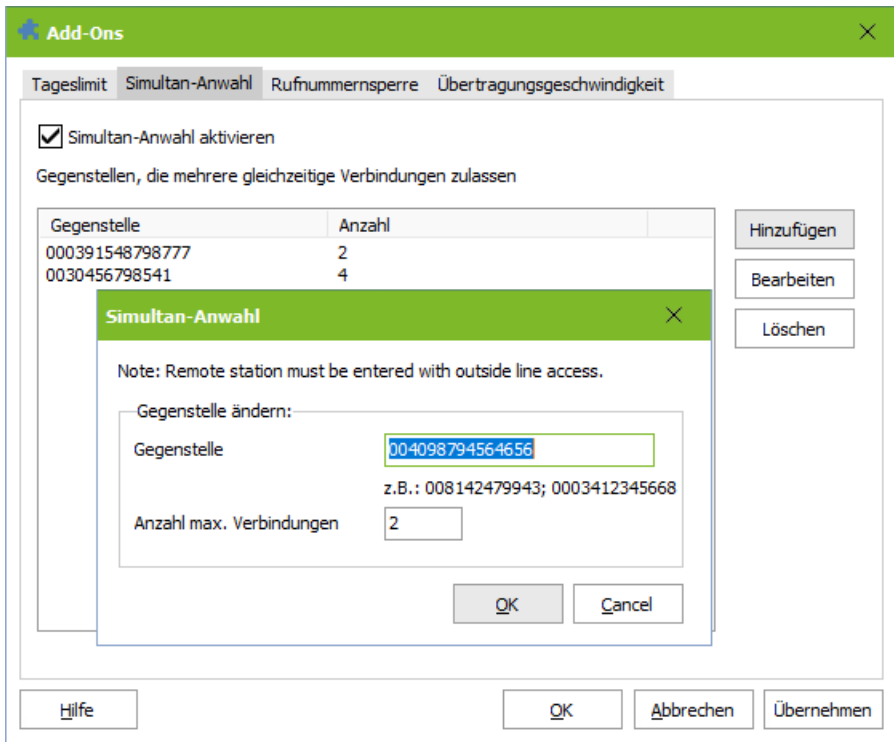 Add-Ons
Tageslimit Simultan-Anwahl Rufnummernsperre Übertragungsgeschwindigkeit
Simultan-Anwahl aktivieren
Gegenstellen, die mehrere gleichzeitige Verbindungen zulassen
Gegenstelle Anzahl
000391548798777 2
0030456798541 4
Hinzufügen
Bearbeiten
Löschen
Simultan-Anwahl
Note: Remote station must be entered with outside line access.
Gegenstelle ändern:
Gegenstelle 004098794564656
z.B.: 008142479943; 0003412345668
Anzahl max. Verbindungen 2
OK Cancel
Hilfe OK Abbrechen Übernehmen